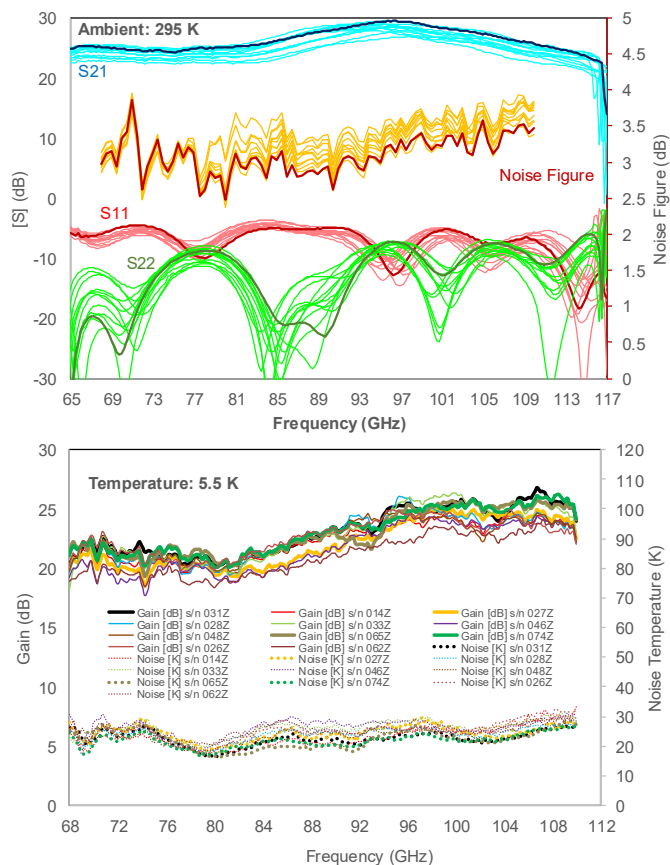 Ambient: 295 K
S21
Noise Figure
S11
S22
[S] (dB)
30
20
10
0
-10
-20
-30
5
4.5
4
3.5
3
2.5
2
1.5
1
0.5
0
Noise Figure (dB)
65 69 73 77 81 85 89 93 97 101 105 109 113 117
Frequency (GHz)
Temperature: 5.5 K
Gain (dB)
30
25
20
15
10
5
0
120
110
100
90
80
70
60
50
40
30
20
10
0
Noise Temperature (K)
Gain [dB] s/n 031Z Gain [dB] s/n 014Z Gain [dB] s/n 027Z
Gain [dB] s/n 028Z Gain [dB] s/n 033Z Gain [dB] s/n 046Z
Gain [dB] s/n 048Z Gain [dB] s/n 065Z Gain [dB] s/n 074Z
Gain [dB] s/n 026Z Gain [dB] s/n 062Z Noise [K] s/n 031Z
Noise [K] s/n 014Z Noise [K] s/n 027Z Noise [K] s/n 028Z
Noise [K] s/n 033Z Noise [K] s/n 046Z Noise [K] s/n 048Z
Noise [K] s/n 065Z Noise [K] s/n 074Z Noise [K] s/n 026Z
Noise [K] s/n 062Z
68 72 76 80 84 88 92 96 100 104 108 112
Frequency (GHz)